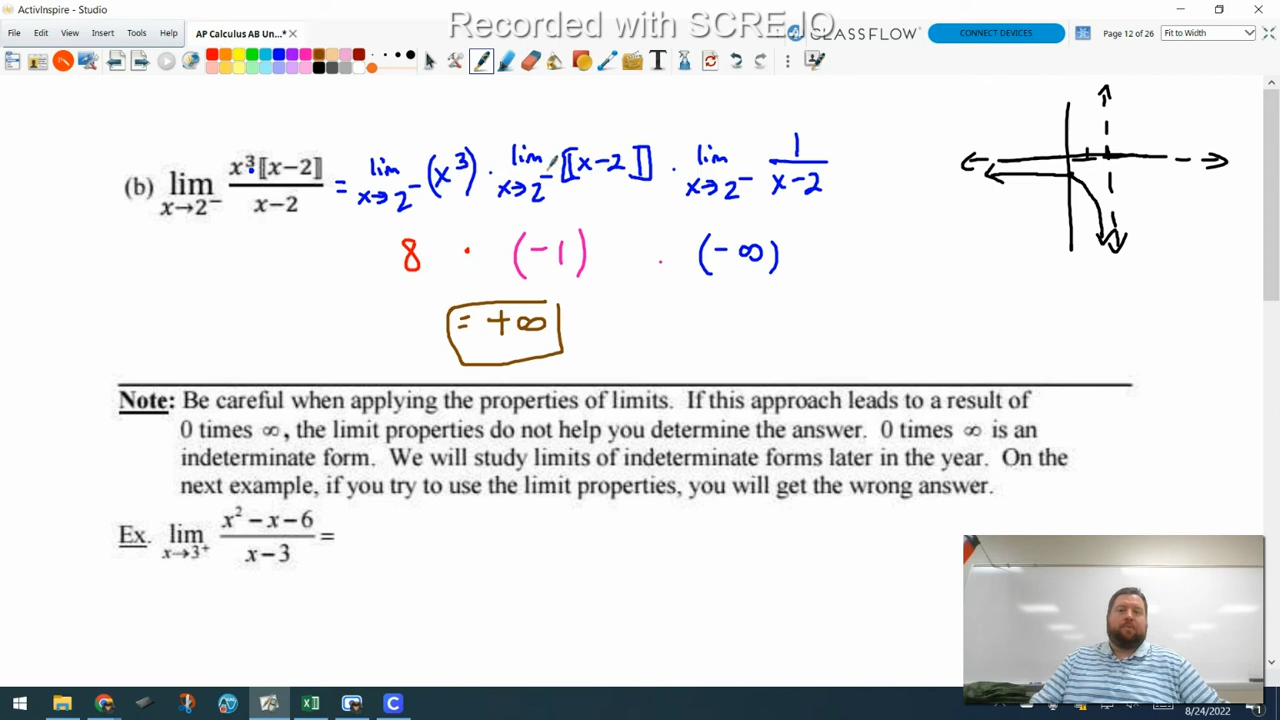 ActivInspire - Studio
Recorded with SCRE.IO
File Edit View Insert Tools Help
AP Calculus AB Un...*
CLASSFLOW
CONNECT DEVICES
Page 12 of 26
Fit to Width
(b) lim x→2⁻ x³⟦x−2⟧ / x−2 = lim x→2⁻ (x³) · lim x→2⁻ ⟦x−2⟧ · lim x→2⁻ 1 / x−2
8 · (−1) · (−∞)
= +∞
Note: Be careful when applying the properties of limits. If this approach leads to a result of
0 times ∞, the limit properties do not help you determine the answer. 0 times ∞ is an
indeterminate form. We will study limits of indeterminate forms later in the year. On the
next example, if you try to use the limit properties, you will get the wrong answer.
Ex. lim x→3⁺ x² − x − 6 / x − 3 =
8/24/2022